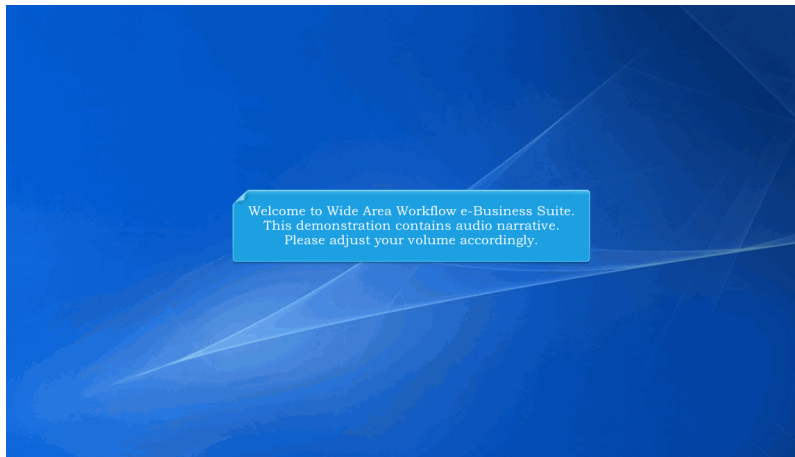 Welcome to Wide Area Workflow e-Business Suite.
This demonstration contains audio narrative.
Please adjust your volume accordingly.